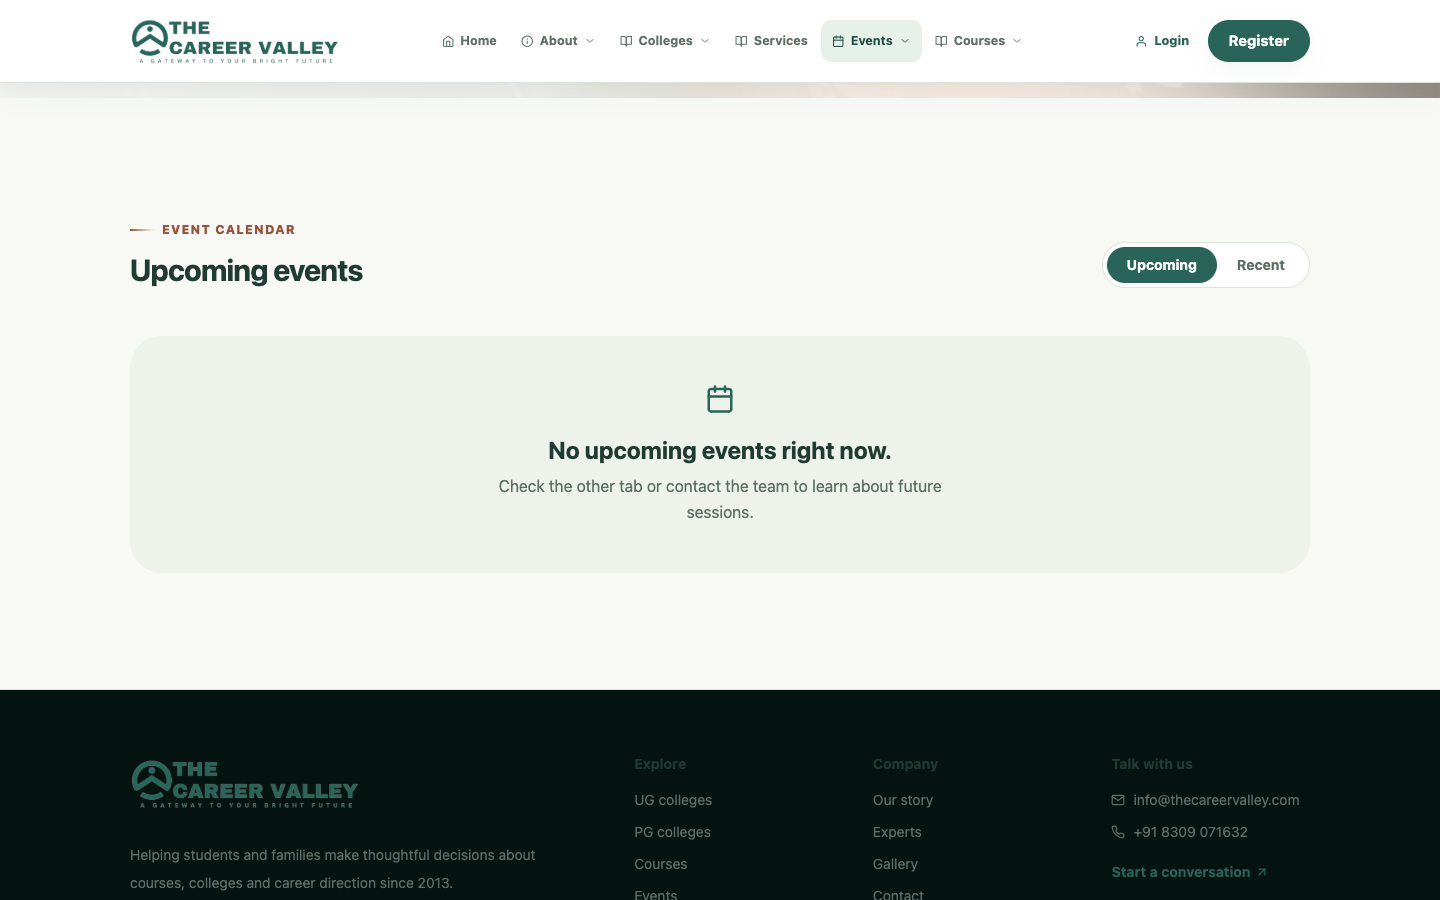 THE
CAREER VALLEY
A GATEWAY TO YOUR BRIGHT FUTURE
Home
About
Colleges
Services
Events
Courses
Login
Register
EVENT CALENDAR
Upcoming events
Upcoming
Recent
No upcoming events right now.
Check the other tab or contact the team to learn about future
sessions.
THE
CAREER VALLEY
A GATEWAY TO YOUR BRIGHT FUTURE
Helping students and families make thoughtful decisions about
courses, colleges and career direction since 2013.
Explore
UG colleges
PG colleges
Courses
Events
Company
Our story
Experts
Gallery
Contact
Talk with us
info@thecareervalley.com
+91 8309 071632
Start a conversation